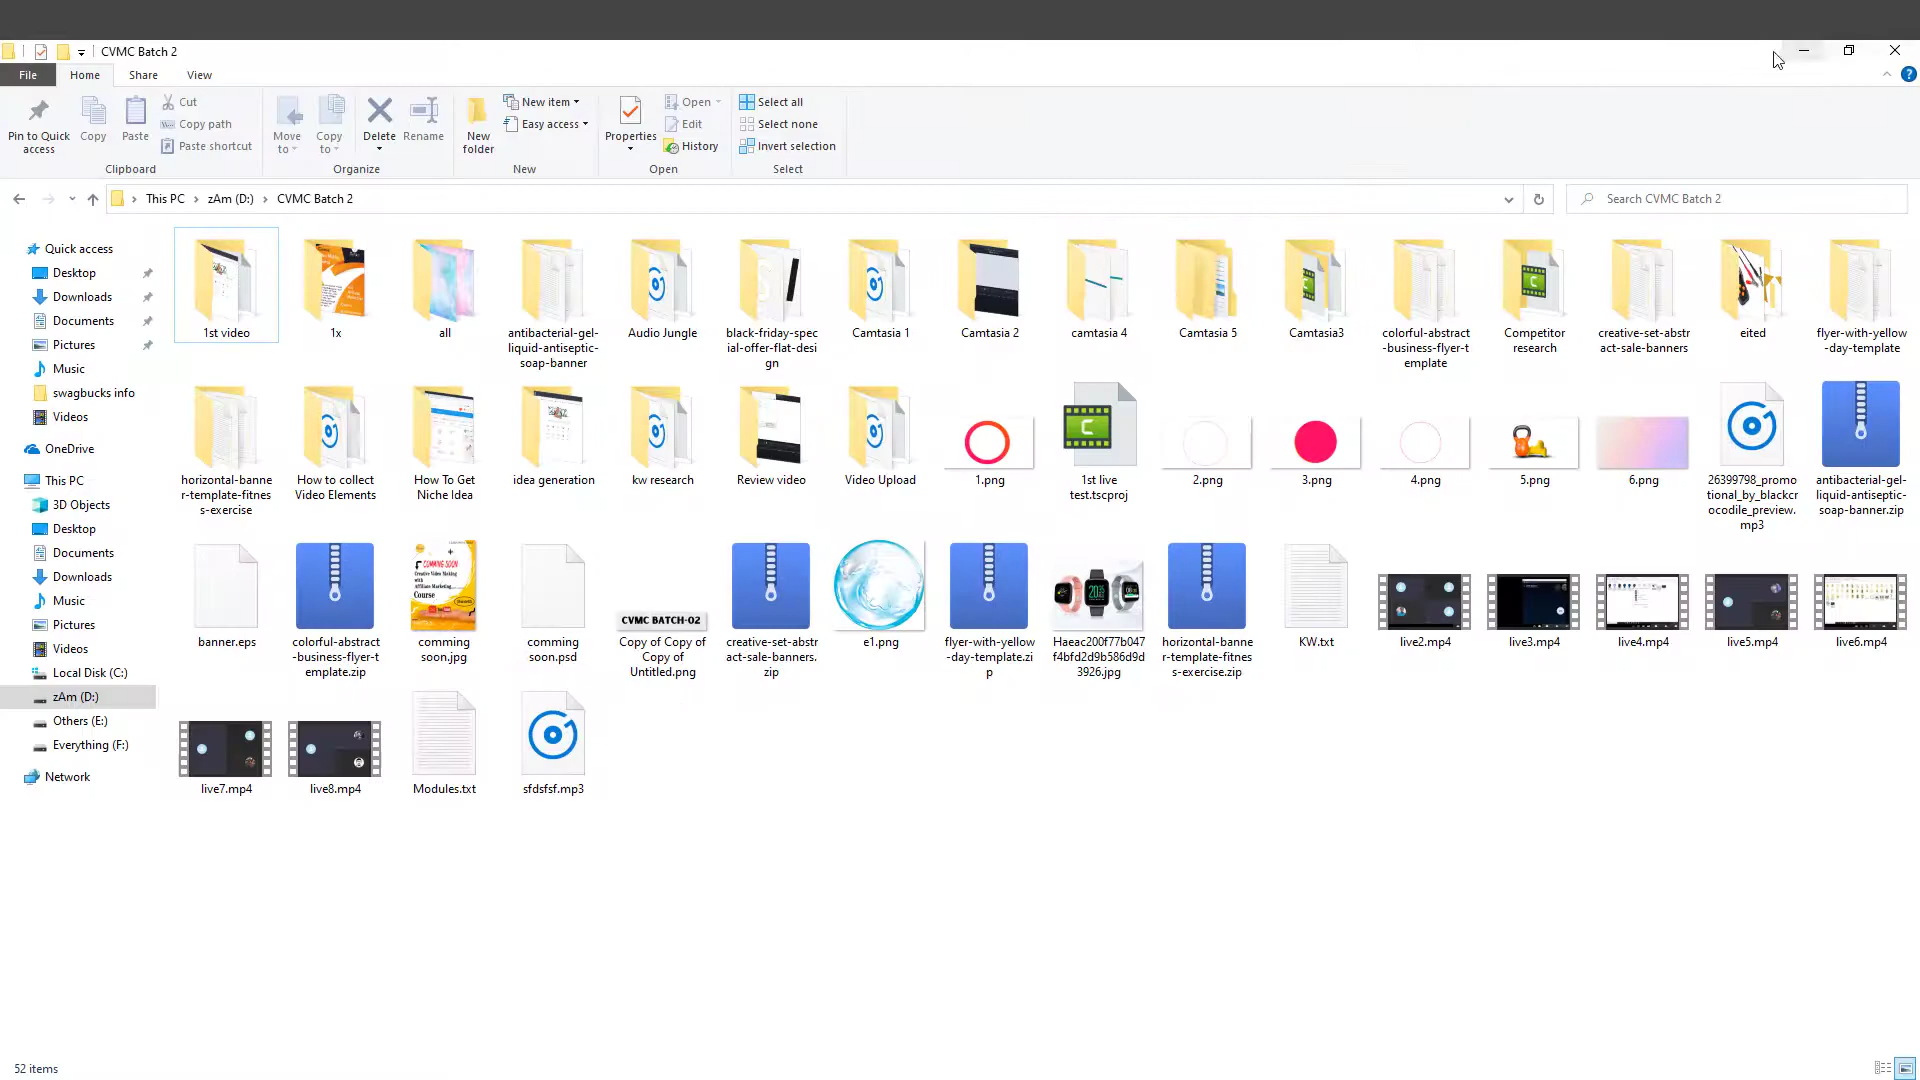 CVMC Batch 2
File Home Share View
Pin to Quick access
Copy
Paste
Cut
Copy path
Paste shortcut
Clipboard
Move to
Copy to
Delete
Rename
Organize
New folder
New item
Easy access
New
Properties
Open
Edit
History
Open
Select all
Select none
Invert selection
Select
This PC zAm (D:) CVMC Batch 2
Search CVMC Batch 2
Quick access
Desktop
Downloads
Documents
Pictures
Music
swagbucks info
Videos
OneDrive
This PC
3D Objects
Desktop
Documents
Downloads
Music
Pictures
Videos
Local Disk (C:)
zAm (D:)
Others (E:)
Everything (F:)
Network
1st video
1x
all
antibacterial-gel-
liquid-antiseptic-
soap-banner
Audio Jungle
black-friday-spec
ial-offer-flat-desi
gn
Camtasia 1
Camtasia 2
camtasia 4
Camtasia 5
Camtasia3
colorful-abstract
-business-flyer-t
emplate
Competitor
research
creative-set-abstr
act-sale-banners
eited
flyer-with-yellow
-day-template
horizontal-banne
r-template-fitnes
s-exercise
How to collect
Video Elements
How To Get
Niche Idea
idea generation
kw research
Review video
Video Upload
1.png
1st live
test.tscproj
2.png
3.png
4.png
5.png
6.png
26399798_promo
tional_by_blackcr
ocodile_preview.
mp3
antibacterial-gel-
liquid-antiseptic-
soap-banner.zip
banner.eps
colorful-abstract
-business-flyer-t
emplate.zip
COMMING
SOON
Creative Video Making
with
Affiliate Marketing
Course
comming
soon.jpg
comming
soon.psd
CVMC BATCH-02
Copy of Copy of
Copy of
Untitled.png
creative-set-abstr
act-sale-banners.
zip
e1.png
flyer-with-yellow
-day-template.zi
p
Haeac200f77b047
f4bfd2d9b586d9d
3926.jpg
horizontal-banne
r-template-fitnes
s-exercise.zip
KW.txt
live2.mp4
live3.mp4
live4.mp4
live5.mp4
live6.mp4
live7.mp4
live8.mp4
Modules.txt
sfdsfsf.mp3
52 items